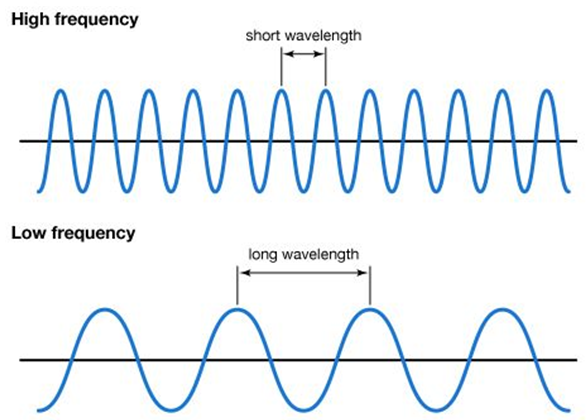 High frequency
short wavelength
Low frequency
long wavelength